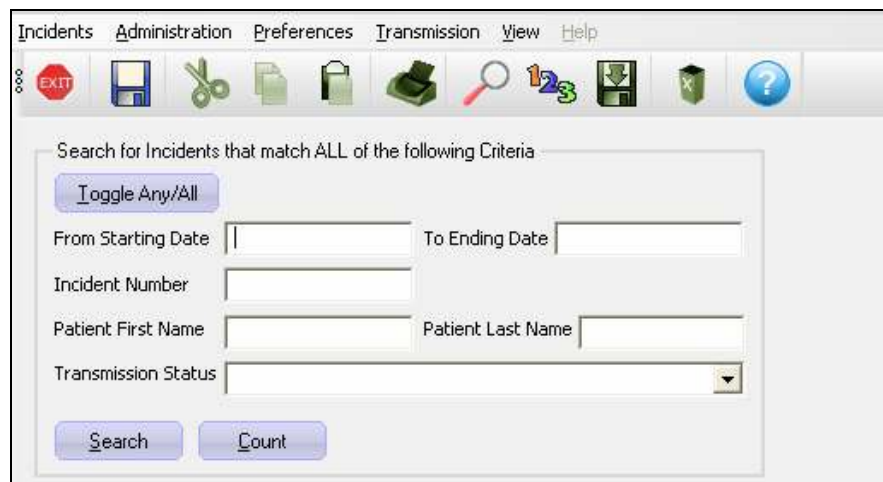 Incidents Administration Preferences Transmission View Help
EXIT 123 X ?
Search for Incidents that match ALL of the following Criteria
Toggle Any/All
From Starting Date To Ending Date
Incident Number
Patient First Name Patient Last Name
Transmission Status
Search Count